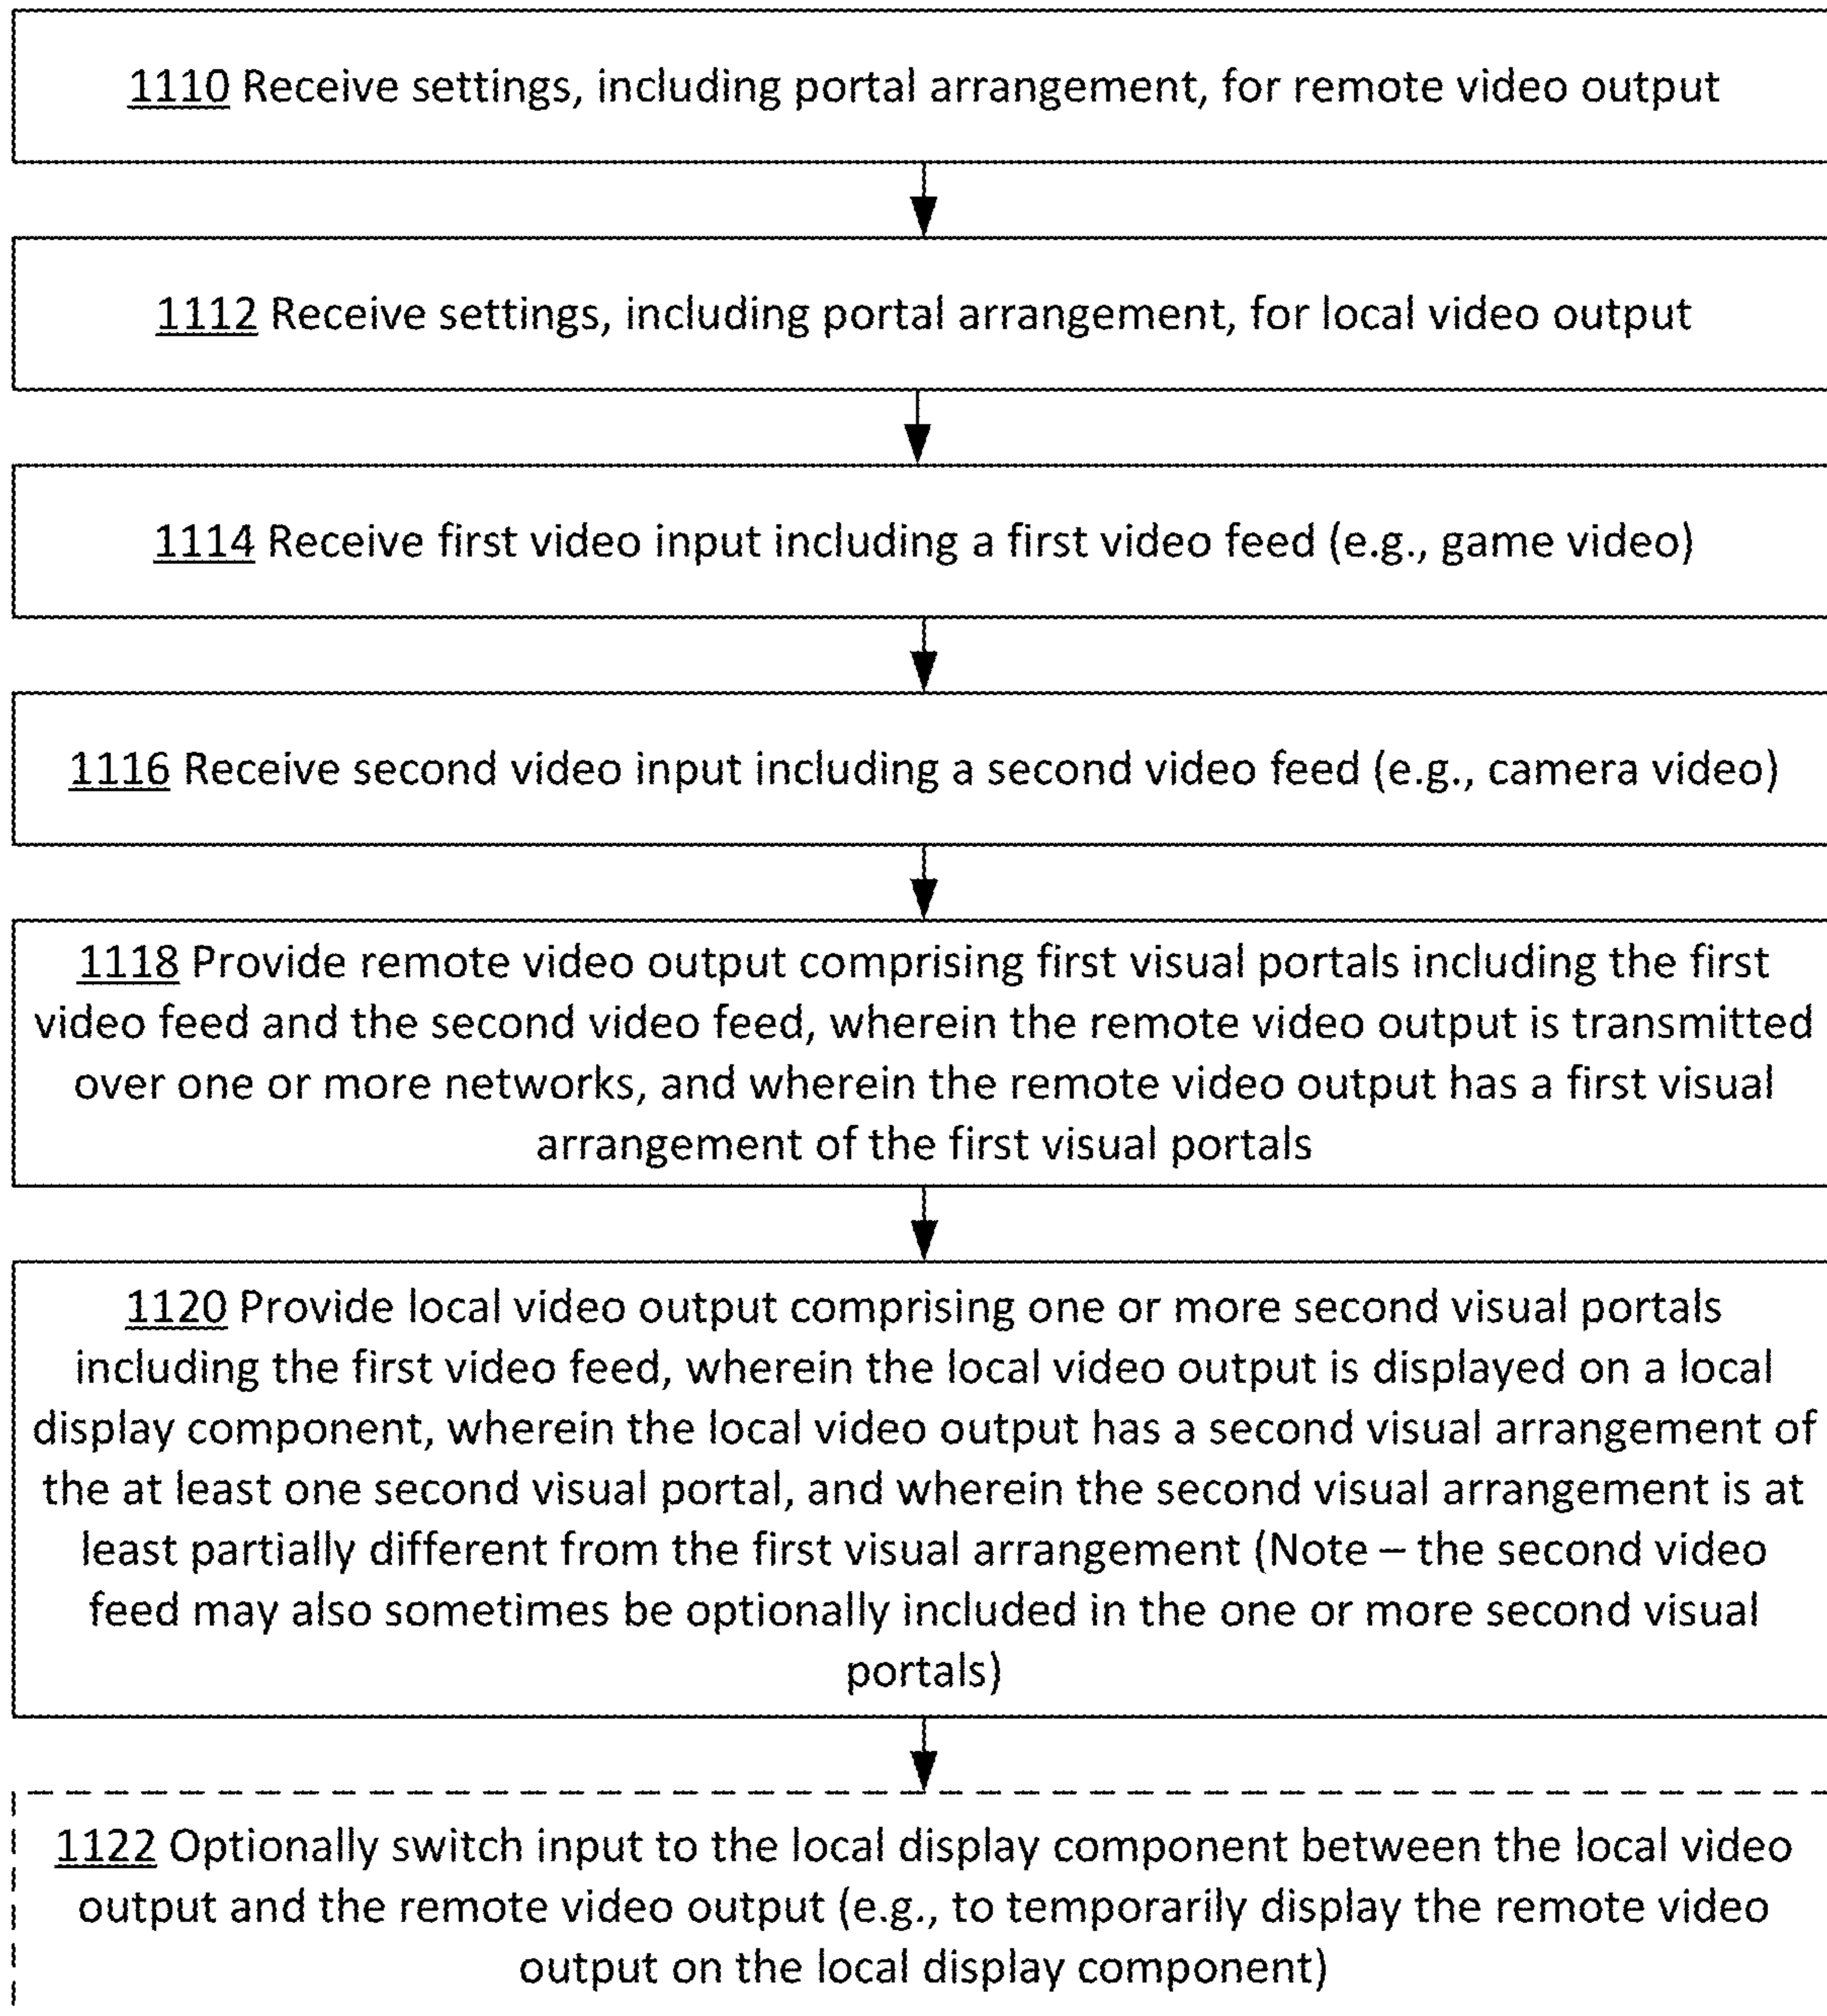 1110 Receive settings, including portal arrangement, for remote video output
1112 Receive settings, including portal arrangement, for local video output
1114 Receive first video input including a first video feed (e.g., game video)
1116 Receive second video input including a second video feed (e.g., camera video)
1118 Provide remote video output comprising first visual portals including the first
video feed and the second video feed, wherein the remote video output is transmitted
over one or more networks, and wherein the remote video output has a first visual
arrangement of the first visual portals
1120 Provide local video output comprising one or more second visual portals
including the first video feed, wherein the local video output is displayed on a local
display component, wherein the local video output has a second visual arrangement of
the at least one second visual portal, and wherein the second visual arrangement is at
least partially different from the first visual arrangement (Note – the second video
feed may also sometimes be optionally included in the one or more second visual
portals)
1122 Optionally switch input to the local display component between the local video
output and the remote video output (e.g., to temporarily display the remote video
output on the local display component)